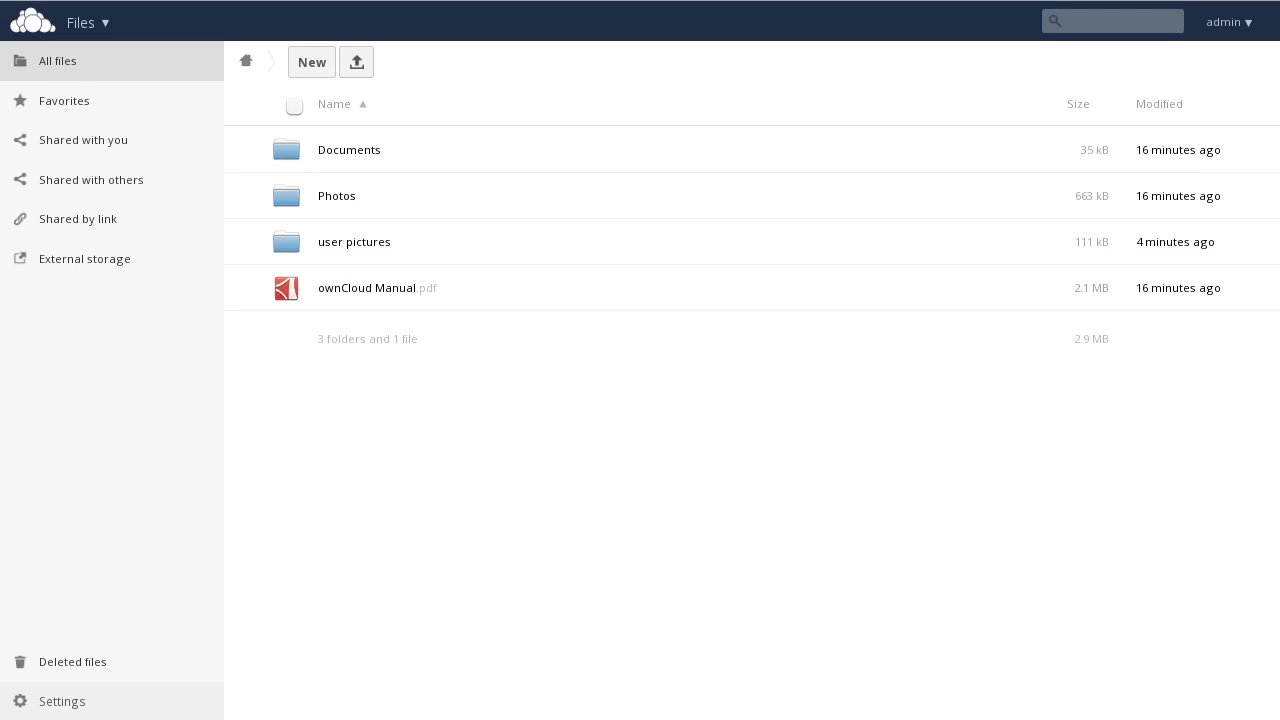 Files ▼
admin ▼
All files
Favorites
Shared with you
Shared with others
Shared by link
External storage
Deleted files
Settings
New
Name ▲ Size Modified
Documents 35 kB 16 minutes ago
Photos 663 kB 16 minutes ago
user pictures 111 kB 4 minutes ago
ownCloud Manual.pdf 2.1 MB 16 minutes ago
3 folders and 1 file 2.9 MB